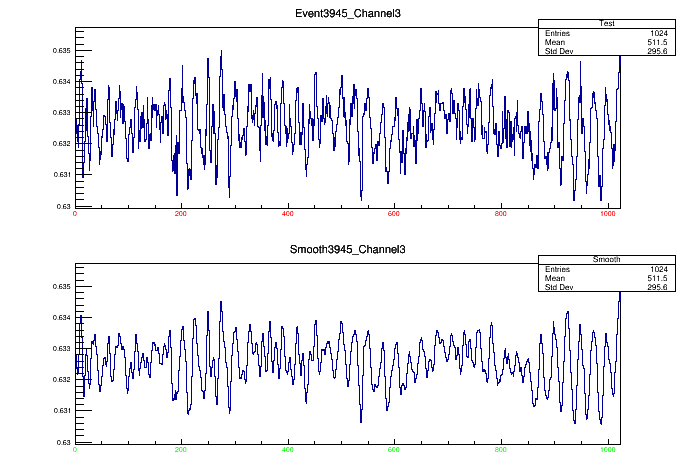 Event3945_Channel3
Test
Entries 1024
Mean 511.5
Std Dev 295.6
0.635
0.634
0.633
0.632
0.631
0.63
0 200 400 600 800 1000
Smooth3945_Channel3
Smooth
Entries 1024
Mean 511.5
Std Dev 295.6
0.635
0.634
0.633
0.632
0.631
0.63
0 200 400 600 800 1000